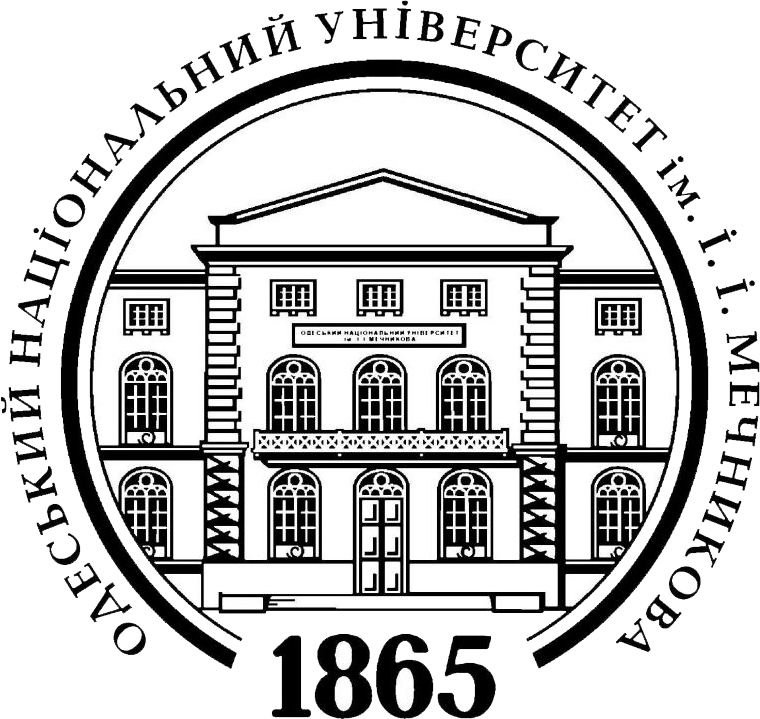 ОДЕСЬКИЙ НАЦІОНАЛЬНИЙ УНІВЕРСИТЕТ ім. І. І. МЕЧНИКОВА
ОДЕСЬКИЙ НАЦІОНАЛЬНИЙ УНІВЕРСИТЕТ
ім. І І МЕЧНИКОВА
1865